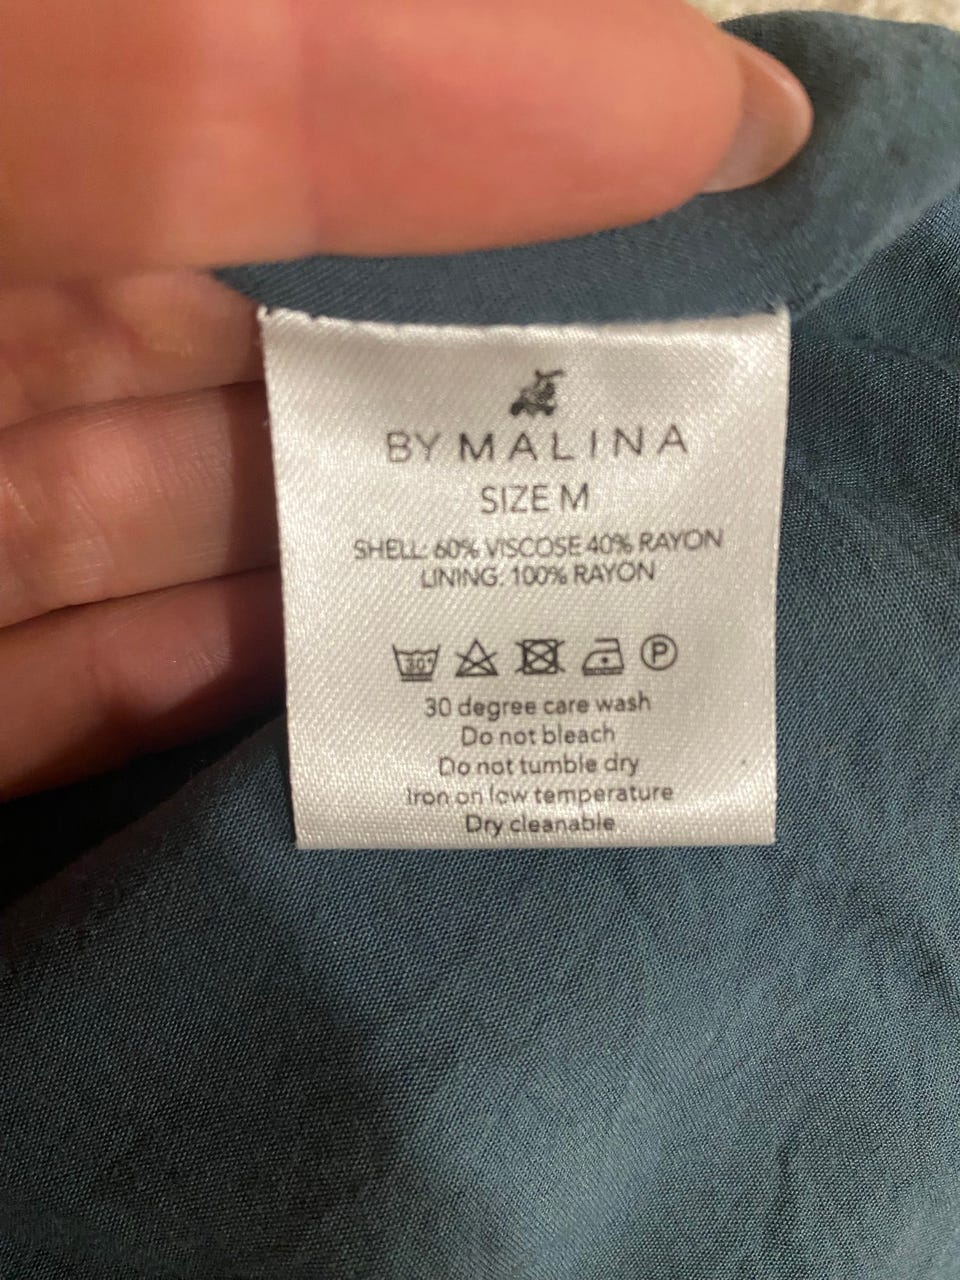 BY MALINA
SIZE M
SHELL: 60% VISCOSE 40% RAYON
LINING: 100% RAYON
30° P
30 degree care wash
Do not bleach
Do not tumble dry
Iron on low temperature
Dry cleanable